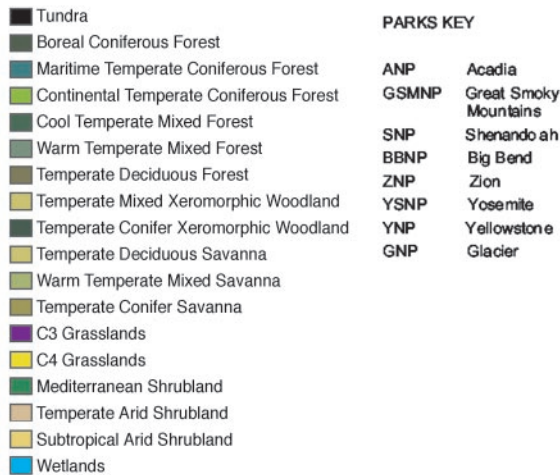 Tundra
Boreal Coniferous Forest
Maritime Temperate Coniferous Forest
Continental Temperate Coniferous Forest
Cool Temperate Mixed Forest
Warm Temperate Mixed Forest
Temperate Deciduous Forest
Temperate Mixed Xeromorphic Woodland
Temperate Conifer Xeromorphic Woodland
Temperate Deciduous Savanna
Warm Temperate Mixed Savanna
Temperate Conifer Savanna
C3 Grasslands
C4 Grasslands
Mediterranean Shrubland
Temperate Arid Shrubland
Subtropical Arid Shrubland
Wetlands
PARKS KEY
ANP Acadia
GSMNP Great Smoky
Mountains
SNP Shenandoah
BBNP Big Bend
ZNP Zion
YSNP Yosemite
YNP Yellowstone
GNP Glacier